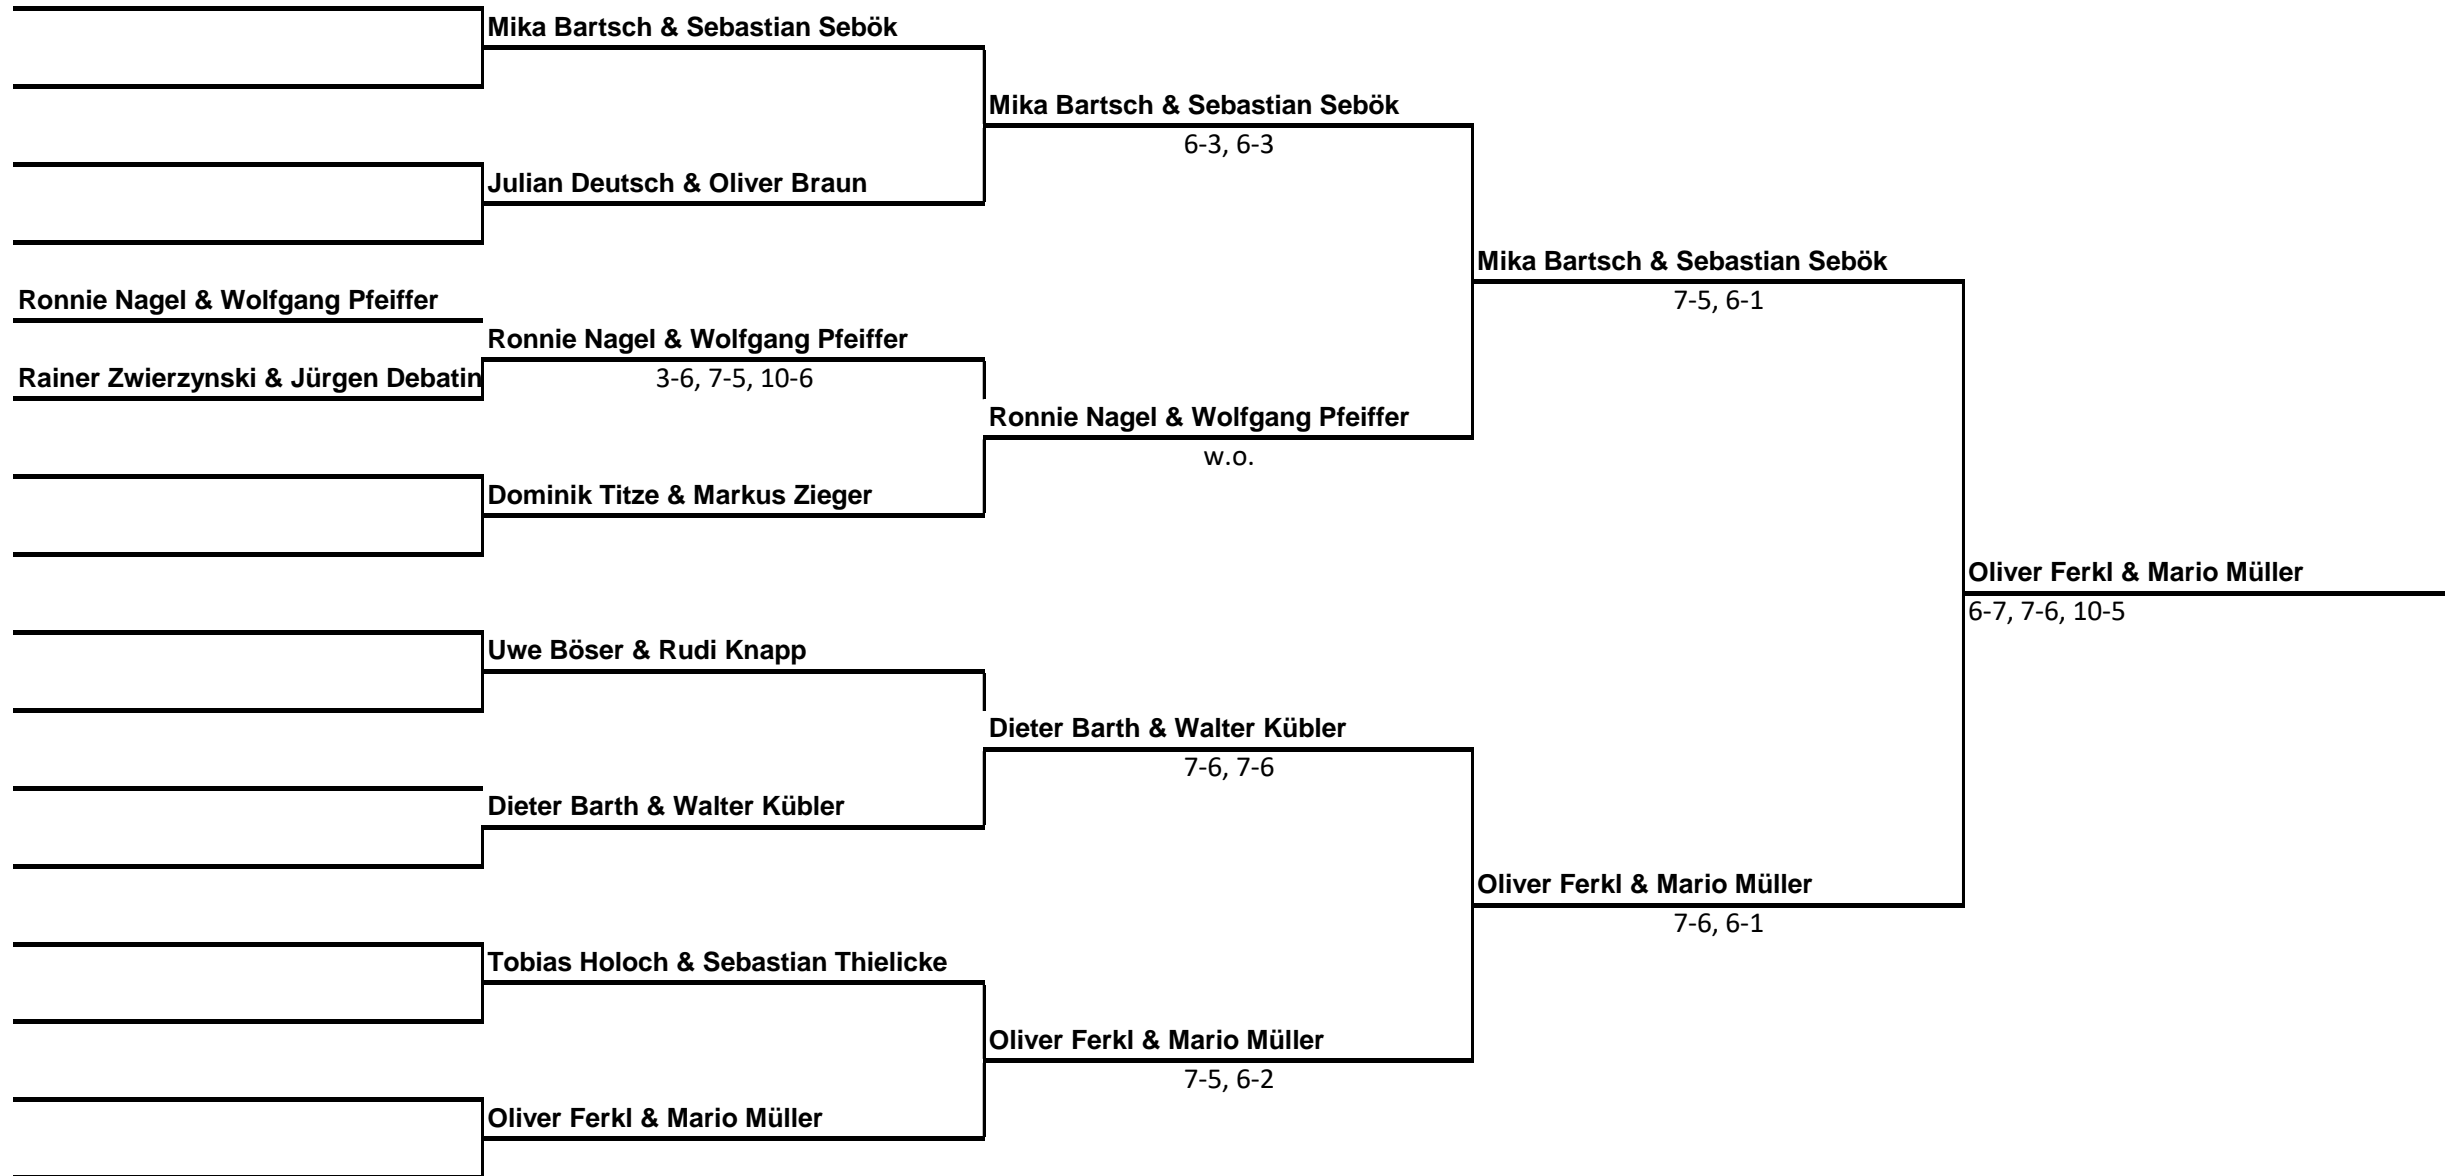 Mika Bartsch & Sebastian Sebök
Mika Bartsch & Sebastian Sebök
6-3, 6-3
Julian Deutsch & Oliver Braun
Mika Bartsch & Sebastian Sebök
7-5, 6-1
Ronnie Nagel & Wolfgang Pfeiffer
Ronnie Nagel & Wolfgang Pfeiffer
Rainer Zwierzynski & Jürgen Debatin
3-6, 7-5, 10-6
Ronnie Nagel & Wolfgang Pfeiffer
w.o.
Dominik Titze & Markus Zieger
Oliver Ferkl & Mario Müller
6-7, 7-6, 10-5
Uwe Böser & Rudi Knapp
Dieter Barth & Walter Kübler
7-6, 7-6
Dieter Barth & Walter Kübler
Oliver Ferkl & Mario Müller
7-6, 6-1
Tobias Holoch & Sebastian Thielicke
Oliver Ferkl & Mario Müller
7-5, 6-2
Oliver Ferkl & Mario Müller